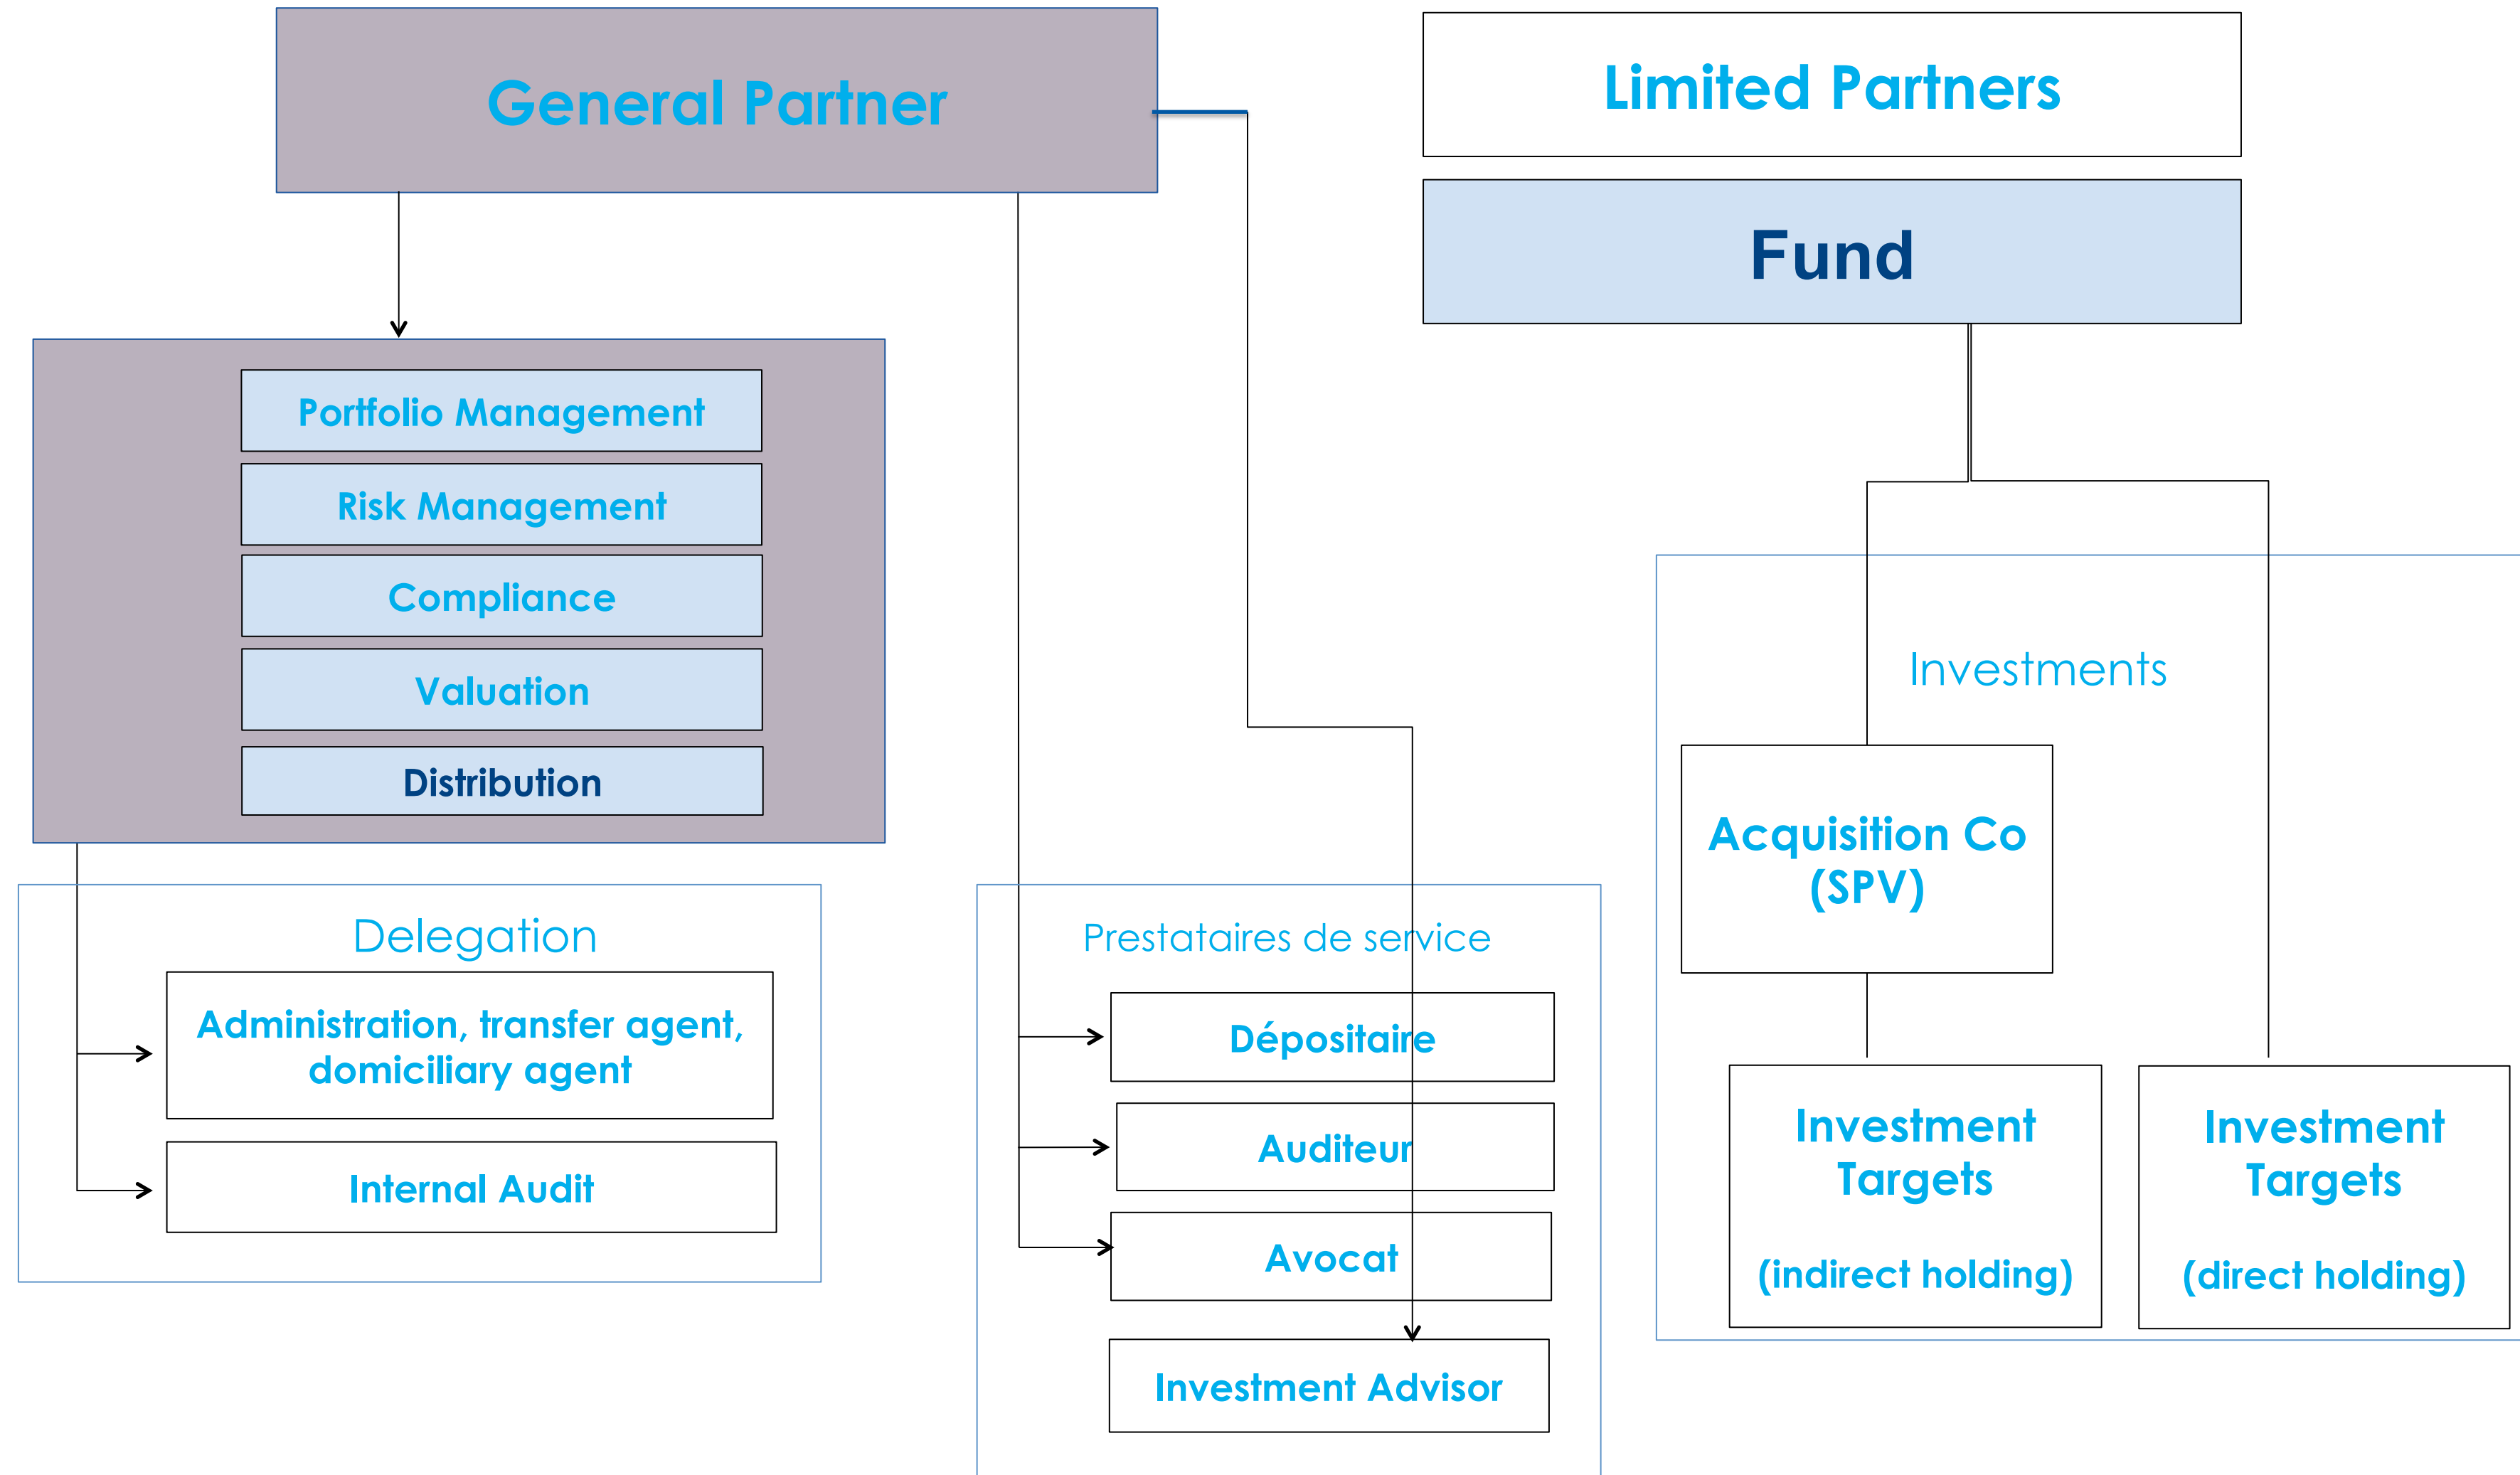 General Partner
Limited Partners
Fund
Portfolio Management
Risk Management
Compliance
Valuation
Distribution
Delegation
Administration, transfer agent,
domiciliary agent
Internal Audit
Prestataires de service
Dépositaire
Auditeur
Avocat
Investment Advisor
Investments
Acquisition Co
(SPV)
Investment
Targets
(indirect holding)
Investment
Targets
(direct holding)